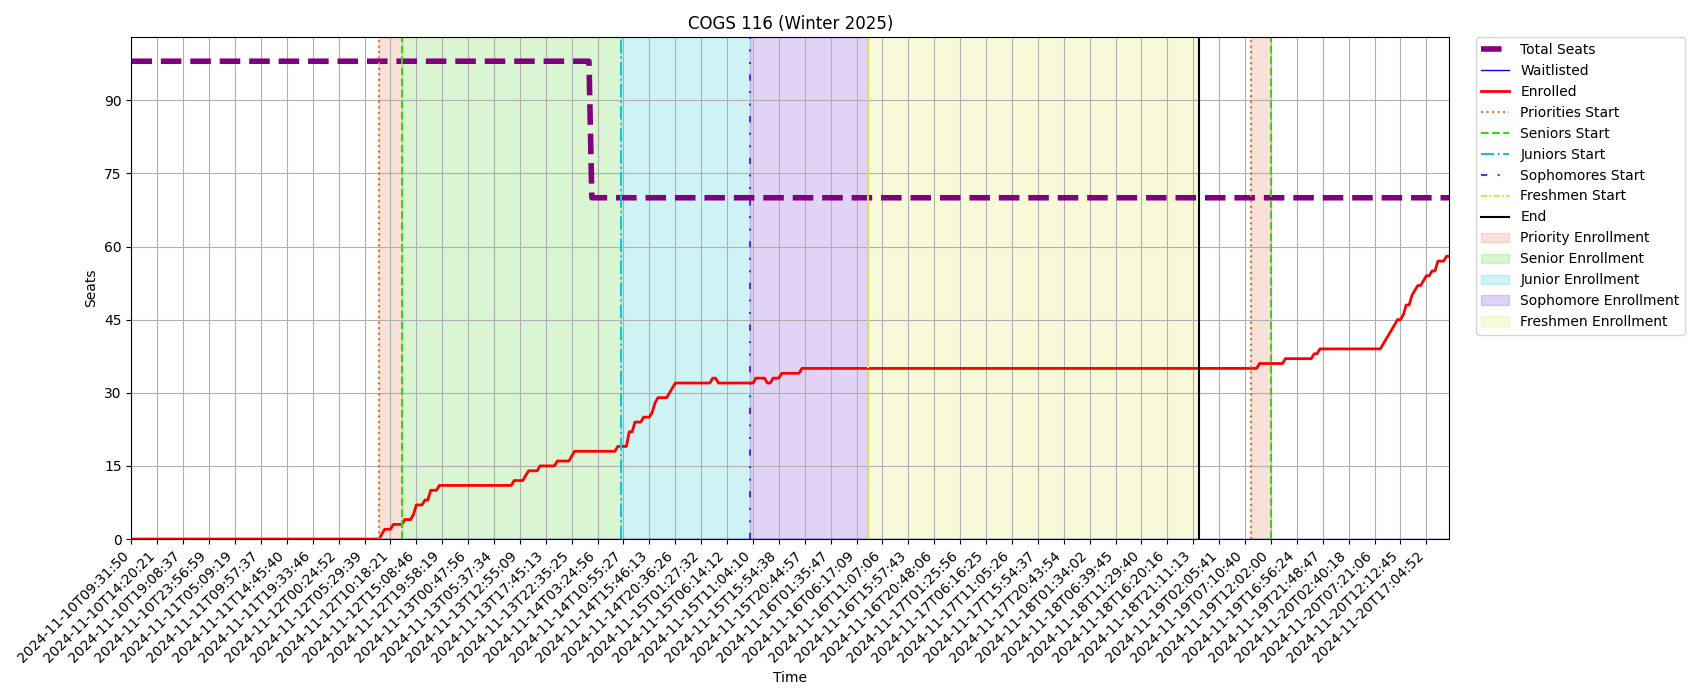 COGS 116 (Winter 2025)
Seats
90
75
60
45
30
15
0
2024-11-10T09:31:50
2024-11-10T14:20:21
2024-11-10T19:08:37
2024-11-10T23:56:59
2024-11-11T05:09:19
2024-11-11T09:57:37
2024-11-11T14:45:40
2024-11-11T19:33:46
2024-11-12T00:24:52
2024-11-12T05:29:39
2024-11-12T10:18:21
2024-11-12T15:08:46
2024-11-12T19:58:19
2024-11-13T00:47:56
2024-11-13T05:37:34
2024-11-13T12:55:09
2024-11-13T17:45:13
2024-11-13T22:35:25
2024-11-14T03:24:56
2024-11-14T10:55:27
2024-11-14T15:46:13
2024-11-14T20:36:26
2024-11-15T01:27:32
2024-11-15T06:14:12
2024-11-15T11:04:10
2024-11-15T15:54:38
2024-11-15T20:44:57
2024-11-16T01:35:47
2024-11-16T06:17:09
2024-11-16T11:07:06
2024-11-16T15:57:43
2024-11-16T20:48:06
2024-11-17T01:25:56
2024-11-17T06:16:25
2024-11-17T11:05:26
2024-11-17T15:54:37
2024-11-17T20:43:54
2024-11-18T01:34:02
2024-11-18T06:39:45
2024-11-18T11:29:40
2024-11-18T16:20:16
2024-11-18T21:11:13
2024-11-19T02:05:41
2024-11-19T07:10:40
2024-11-19T12:02:00
2024-11-19T16:56:24
2024-11-19T21:48:47
2024-11-20T02:40:18
2024-11-20T07:21:06
2024-11-20T12:12:45
2024-11-20T17:04:52
Time
Total Seats
Waitlisted
Enrolled
Priorities Start
Seniors Start
Juniors Start
Sophomores Start
Freshmen Start
End
Priority Enrollment
Senior Enrollment
Junior Enrollment
Sophomore Enrollment
Freshmen Enrollment